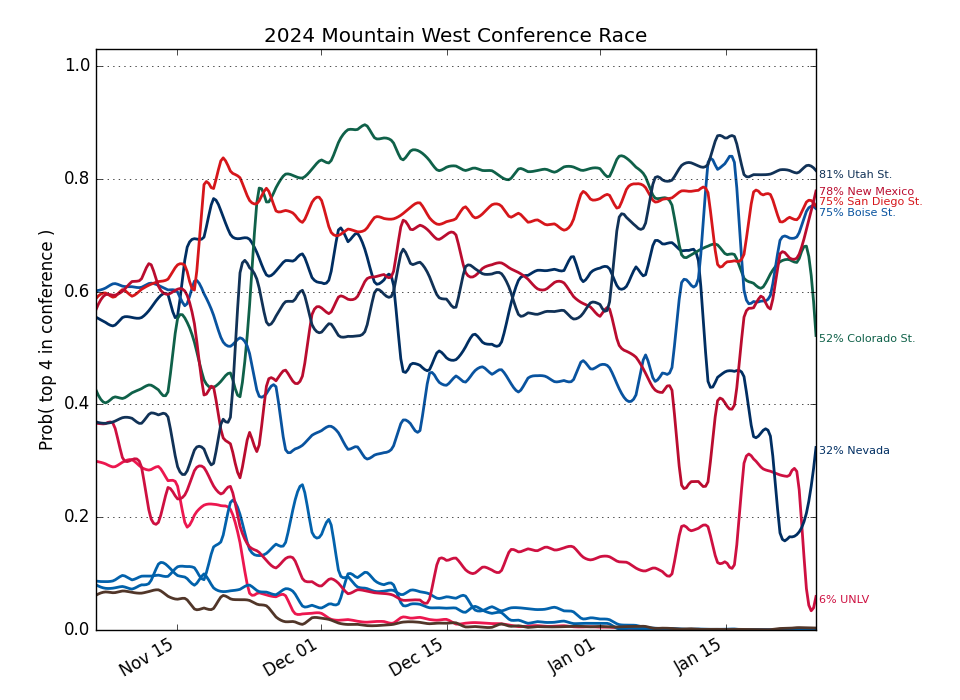 2024 Mountain West Conference Race
Prob( top 4 in conference )
1.0
0.8
0.6
0.4
0.2
0.0
Nov 15
Dec 01
Dec 15
Jan 01
Jan 15
81% Utah St.
78% New Mexico
75% San Diego St.
75% Boise St.
52% Colorado St.
32% Nevada
6% UNLV